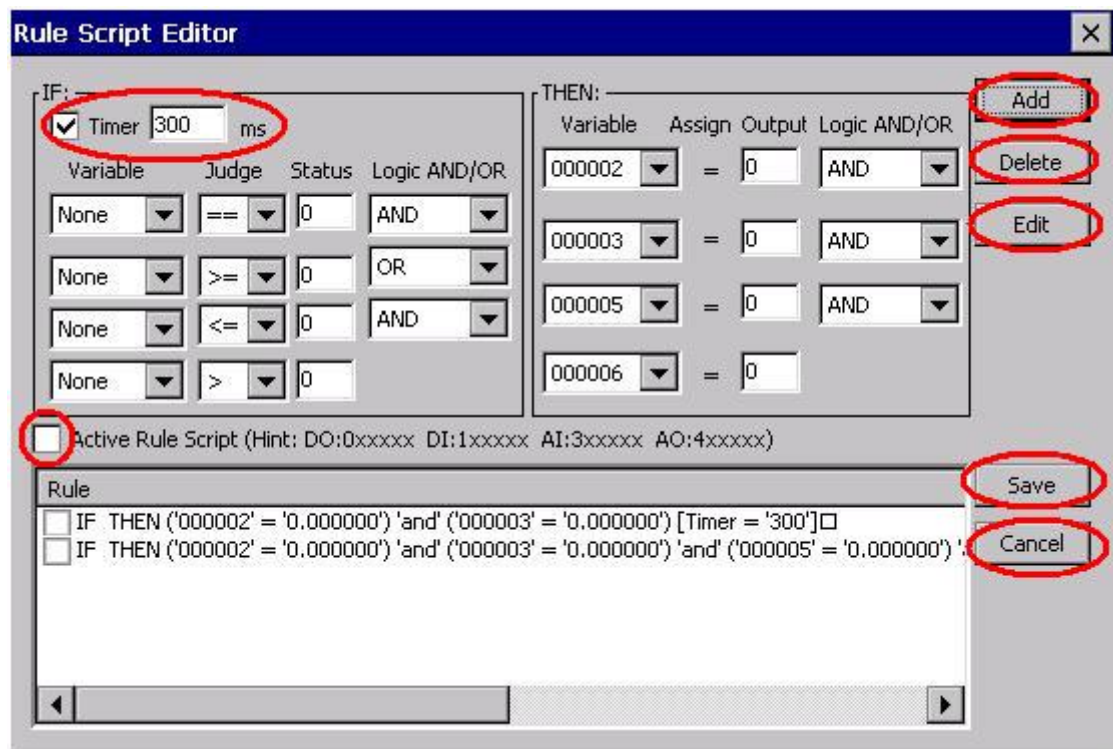 Rule Script Editor
IF:
Timer 300 ms
Variable Judge Status Logic AND/OR
None == 0 AND
None >= 0 OR
None <= 0 AND
None > 0
THEN:
Variable Assign Output Logic AND/OR
000002 = 0 AND
000003 = 0 AND
000005 = 0 AND
000006 = 0
Add
Delete
Edit
Active Rule Script (Hint: DO:0xxxxx DI:1xxxxx AI:3xxxxx AO:4xxxxx)
Rule
IF THEN ('000002' = '0.000000') 'and' ('000003' = '0.000000') [Timer = '300']□
IF THEN ('000002' = '0.000000') 'and' ('000003' = '0.000000') 'and' ('000005' = '0.000000')
Save
Cancel